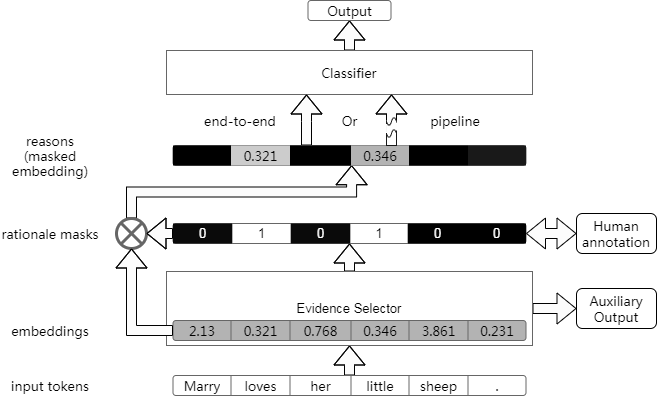 Output
Classifier
end-to-end Or pipeline
reasons
(masked
embedding)
0.321 0.346
rationale masks
0 1 0 1 0 0
Human
annotation
Evidence Selector
Auxiliary
Output
embeddings
2.13 0.321 0.768 0.346 3.861 0.231
input tokens
Marry loves her little sheep .